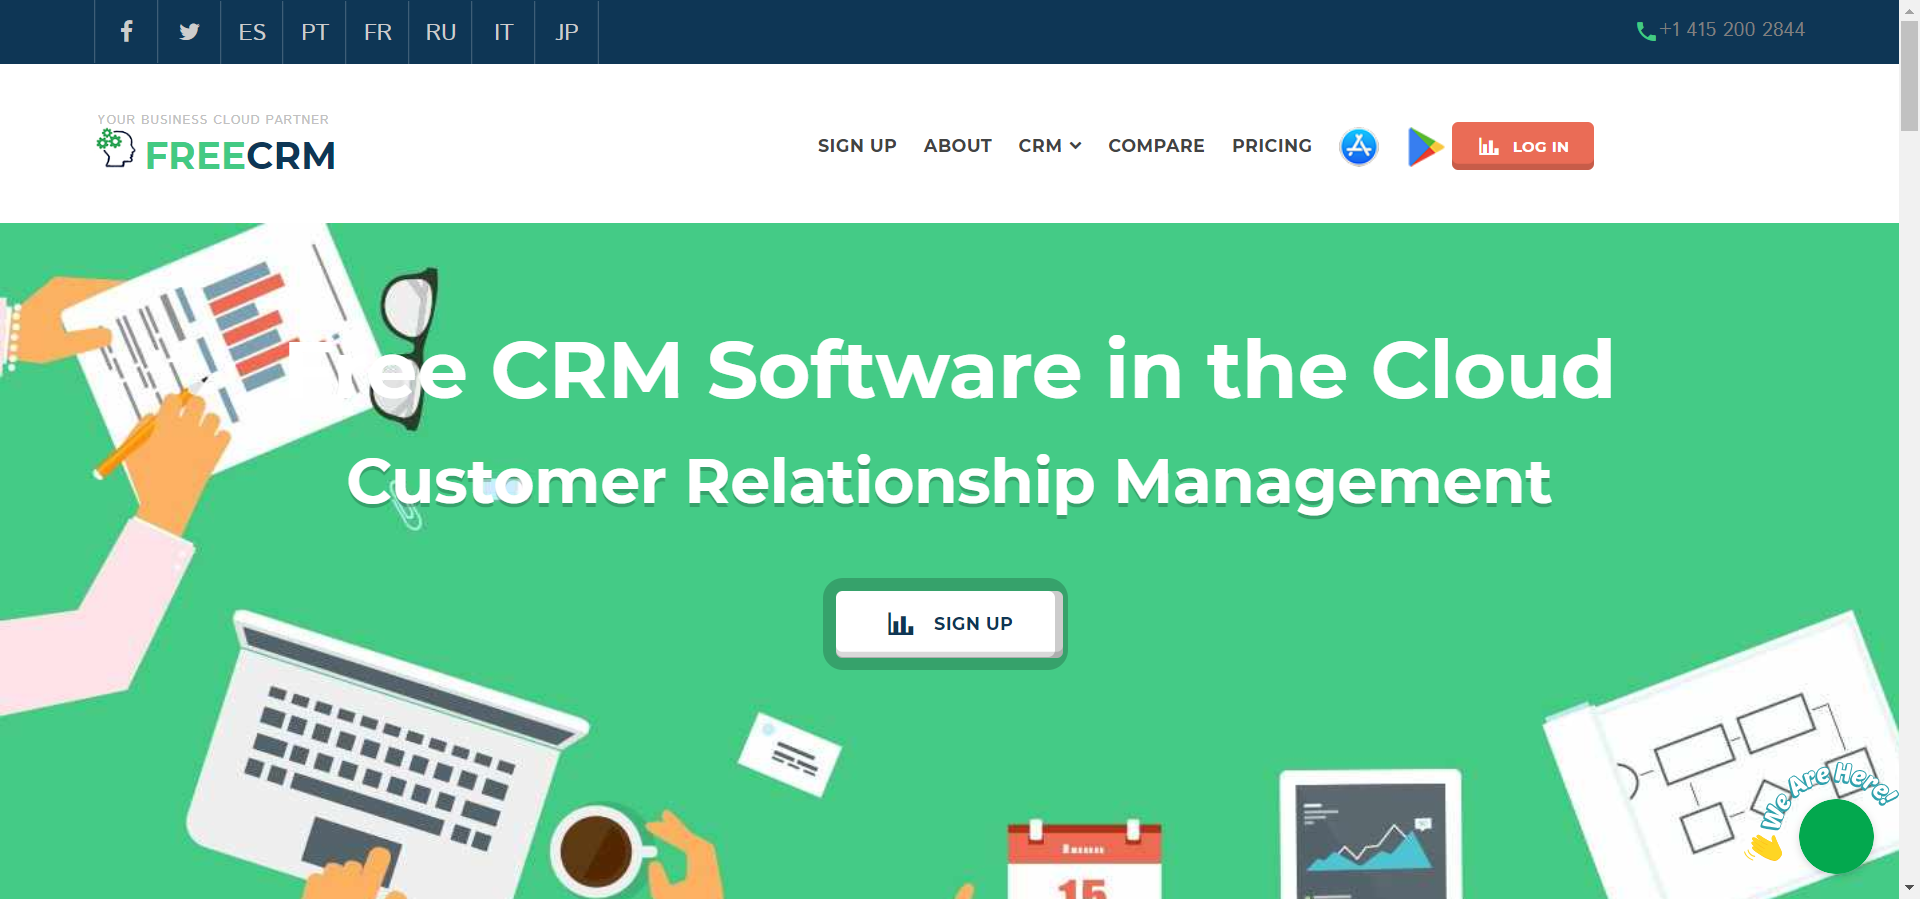 ES PT FR RU IT JP
+1 415 200 2844
YOUR BUSINESS CLOUD PARTNER
FREECRM
SIGN UP ABOUT CRM COMPARE PRICING LOG IN
Free CRM Software in the Cloud
Customer Relationship Management
SIGN UP
We Are Here!
15